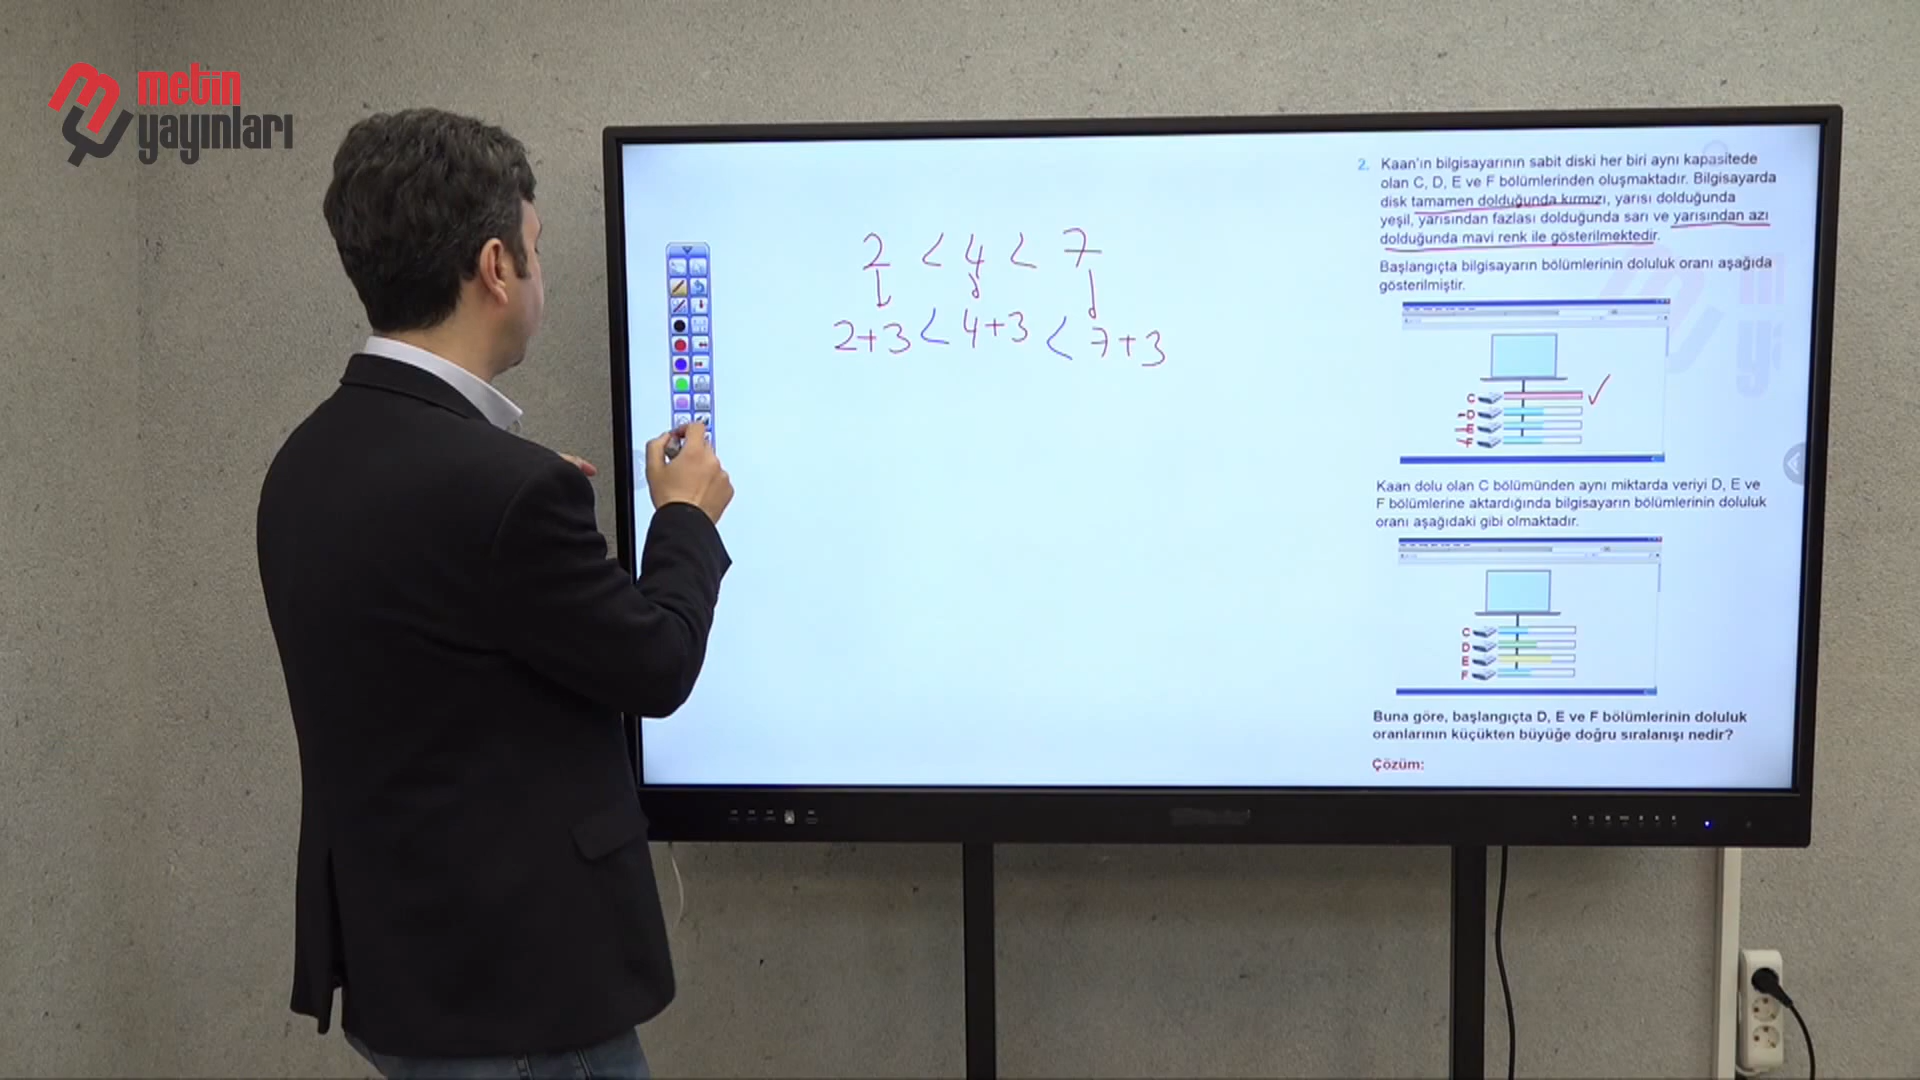 metin
yayınları
2 < 4 < 7
2+3 < 4+3 < 7+3
2. Kaan'ın bilgisayarının sabit diski her biri aynı kapasitede
olan C, D, E ve F bölümlerinden oluşmaktadır. Bilgisayarda
disk tamamen dolduğunda kırmızı, yarısı dolduğunda
yeşil, yarısından fazlası dolduğunda sarı ve yarısından azı
dolduğunda mavi renk ile gösterilmektedir.
Başlangıçta bilgisayarın bölümlerinin doluluk oranı aşağıda
gösterilmiştir.
C
D
E
F
Kaan dolu olan C bölümünden aynı miktarda veriyi D, E ve
F bölümlerine aktardığında bilgisayarın bölümlerinin doluluk
oranı aşağıdaki gibi olmaktadır.
C
D
E
F
Buna göre, başlangıçta D, E ve F bölümlerinin doluluk
oranlarının küçükten büyüğe doğru sıralanışı nedir?
Çözüm: